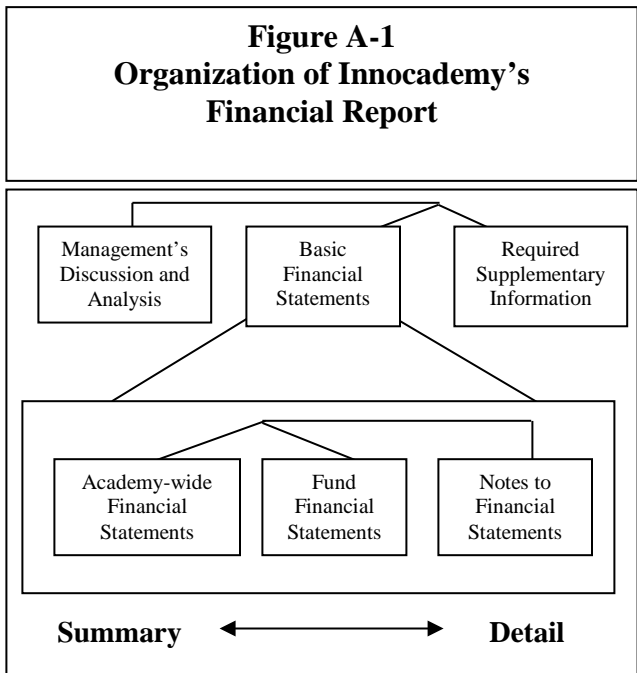 Figure A-1
Organization of Innocademy's
Financial Report
Management's
Discussion and
Analysis
Basic
Financial
Statements
Required
Supplementary
Information
Academy-wide
Financial
Statements
Fund
Financial
Statements
Notes to
Financial
Statements
Summary
Detail